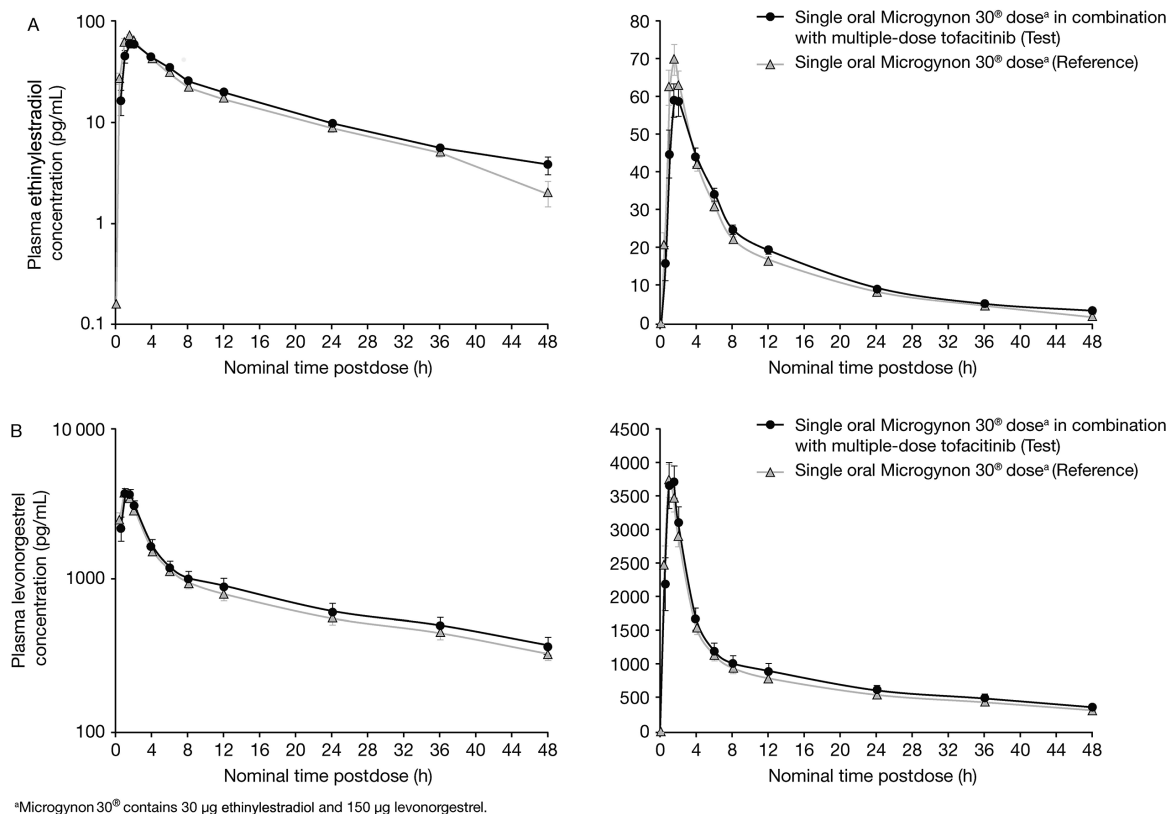 A
Plasma ethinylestradiol
concentration (pg/mL)
100
10
1
0.1
0 4 8 12 16 20 24 28 32 36 40 44 48
Nominal time postdose (h)
80
70
60
50
40
30
20
10
0
0 4 8 12 16 20 24 28 32 36 40 44 48
Nominal time postdose (h)
Single oral Microgynon 30® doseᵃ in combination
with multiple-dose tofacitinib (Test)
Single oral Microgynon 30® doseᵃ (Reference)
B
Plasma levonorgestrel
concentration (pg/mL)
10 000
1000
100
0 4 8 12 16 20 24 28 32 36 40 44 48
Nominal time postdose (h)
4500
4000
3500
3000
2500
2000
1500
1000
500
0
0 4 8 12 16 20 24 28 32 36 40 44 48
Nominal time postdose (h)
Single oral Microgynon 30® doseᵃ in combination
with multiple-dose tofacitinib (Test)
Single oral Microgynon 30® doseᵃ (Reference)
ᵃMicrogynon 30® contains 30 µg ethinylestradiol and 150 µg levonorgestrel.